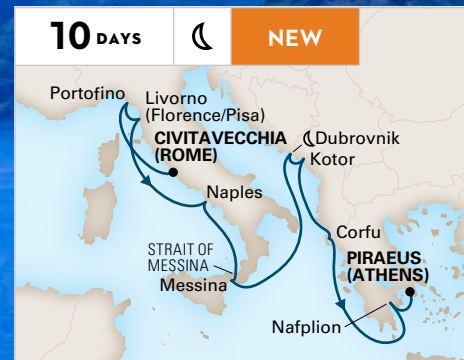 10 DAYS
NEW
Portofino
Livorno
(Florence/Pisa)
CIVITAVECCHIA
(ROME)
Dubrovnik
Kotor
Naples
STRAIT OF
MESSINA
Messina
Corfu
PIRAEUS
(ATHENS)
Nafplion